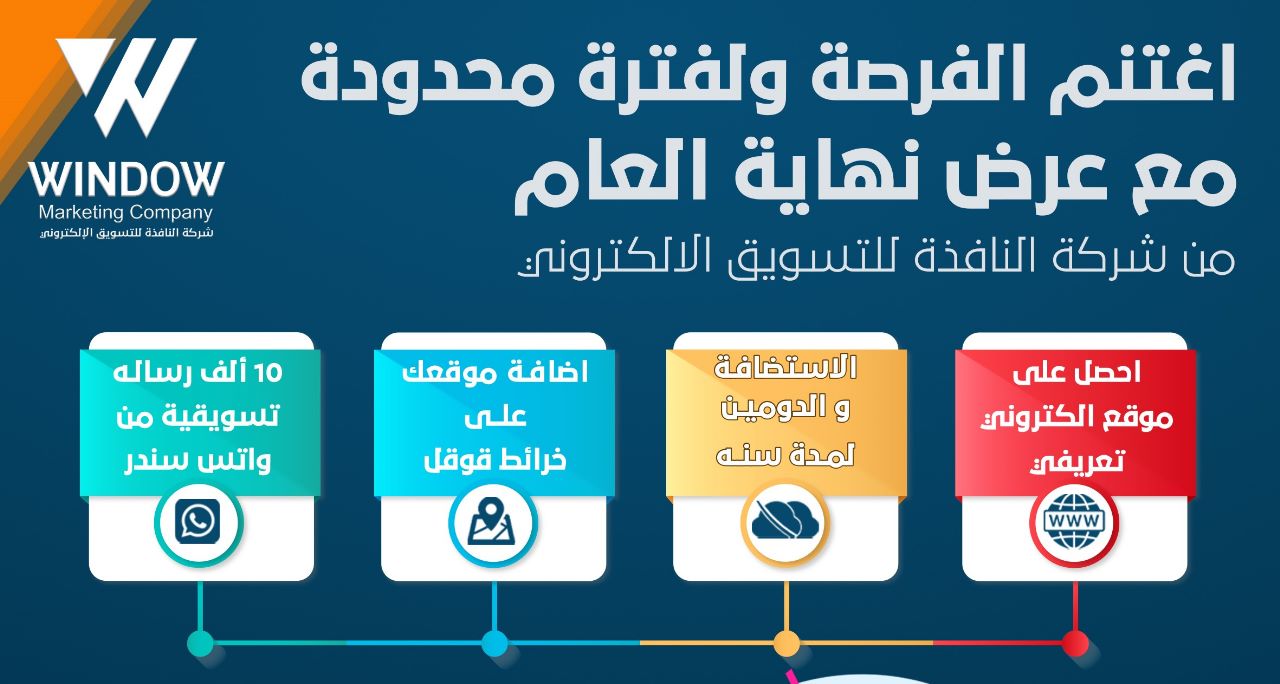 اغتنم الفرصة ولفترة محدودة
مع عرض نهاية العام
من شركة النافذة للتسويق الالكتروني
WINDOW
Marketing Company
شركة النافذة للتسويق الإلكتروني
احصل على
موقع الكتروني
تعريفي
WWW
الاستضافة
و الدومين
لمدة سنه
اضافة موقعك
على
خرائط قوقل
10 ألف رساله
تسويقية من
واتس سندر